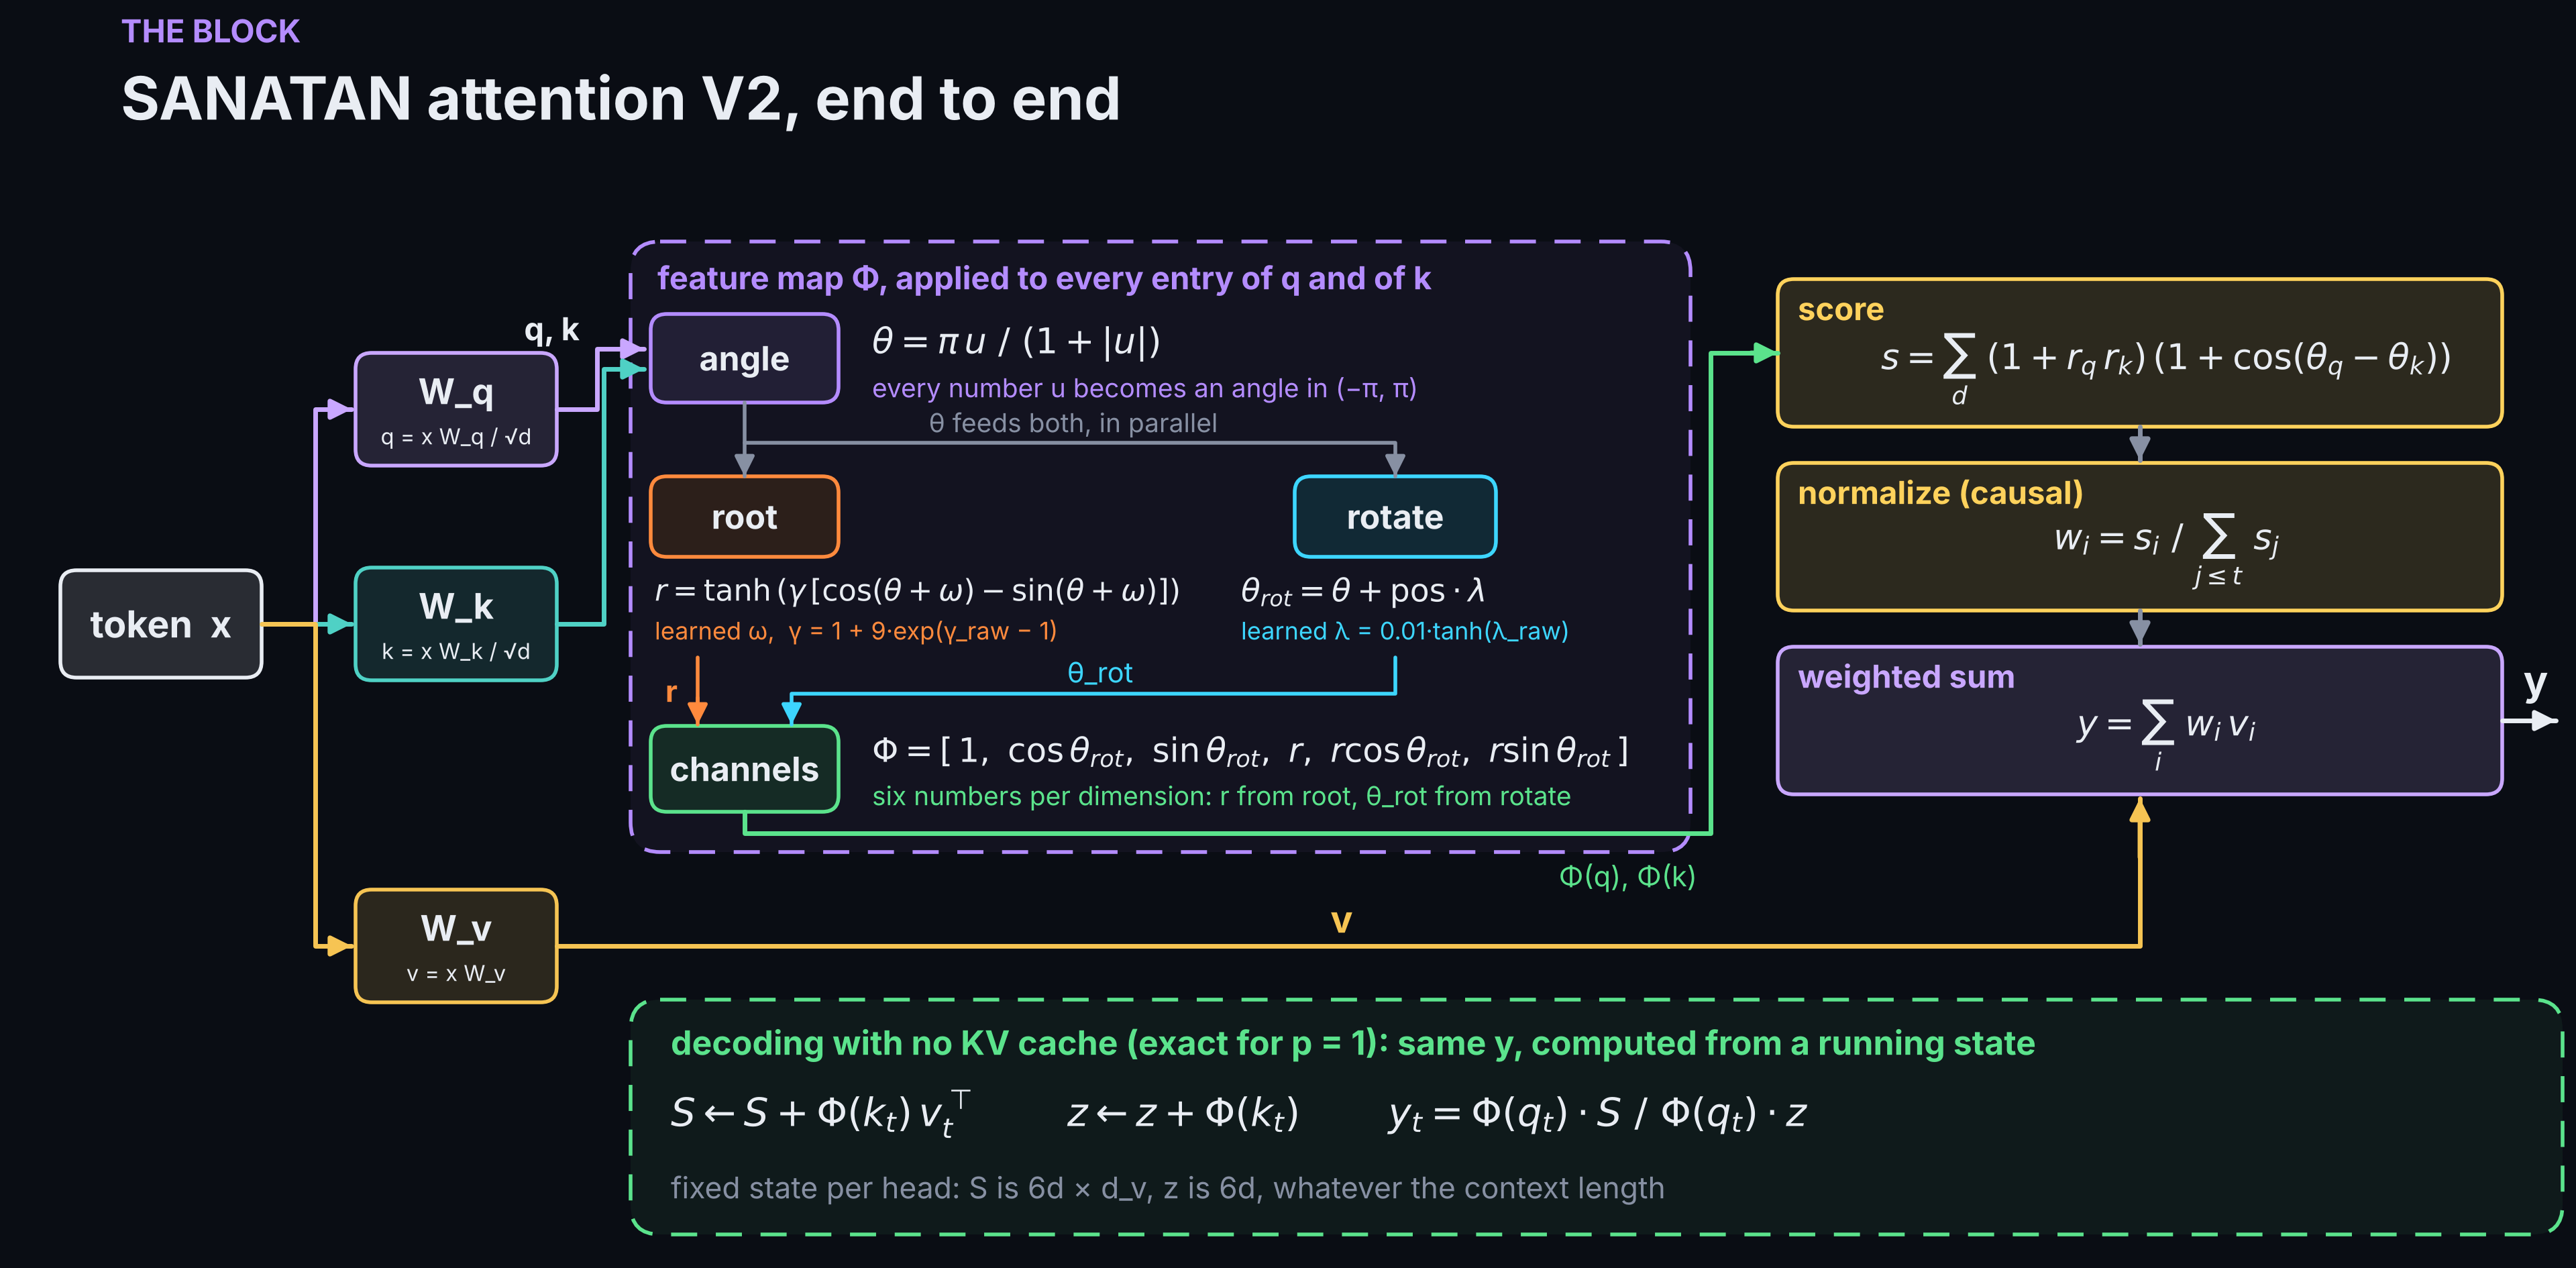 THE BLOCK
SANATAN attention V2, end to end
token x
q, k
W_q
q = x W_q / √d
W_k
k = x W_k / √d
W_v
v = x W_v
feature map Φ, applied to every entry of q and of k
angle
θ = π u / (1 + |u|)
every number u becomes an angle in (−π, π)
θ feeds both, in parallel
root
rotate
r = tanh (γ [cos(θ + ω) − sin(θ + ω)])
learned ω, γ = 1 + 9·exp(γ_raw − 1)
θ_rot = θ + pos · λ
learned λ = 0.01·tanh(λ_raw)
r
θ_rot
channels
Φ = [ 1, cos θ_rot, sin θ_rot, r, r cos θ_rot, r sin θ_rot ]
six numbers per dimension: r from root, θ_rot from rotate
Φ(q), Φ(k)
v
score
s = ∑_d (1 + r_q r_k) (1 + cos(θ_q − θ_k))
normalize (causal)
w_i = s_i / ∑_{j ≤ t} s_j
weighted sum
y = ∑_i w_i v_i
y
decoding with no KV cache (exact for p = 1): same y, computed from a running state
S ← S + Φ(k_t) v_t^⊤ z ← z + Φ(k_t) y_t = Φ(q_t) · S / Φ(q_t) · z
fixed state per head: S is 6d × d_v, z is 6d, whatever the context length